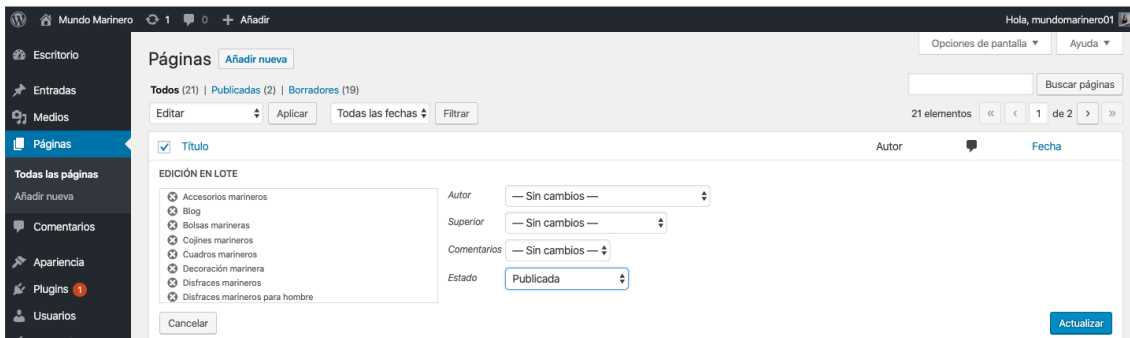 Mundo Marinero 1 0 + Añadir Hola, mundomarinero01
Escritorio
Entradas
Medios
Páginas
Todas las páginas
Añadir nueva
Comentarios
Apariencia
Plugins 1
Usuarios
Opciones de pantalla ▼ Ayuda ▼
Páginas Añadir nueva
Todos (21) | Publicadas (2) | Borradores (19)
Buscar páginas
Editar Aplicar Todas las fechas Filtrar 21 elementos « ‹ 1 de 2 › »
Título Autor Fecha
EDICIÓN EN LOTE
Accesorios marineros
Blog
Bolsas marineras
Cojines marineros
Cuadros marineros
Decoración marinera
Disfraces marineros
Disfraces marineros para hombre
Autor — Sin cambios —
Superior — Sin cambios —
Comentarios — Sin cambios —
Estado Publicada
Cancelar Actualizar